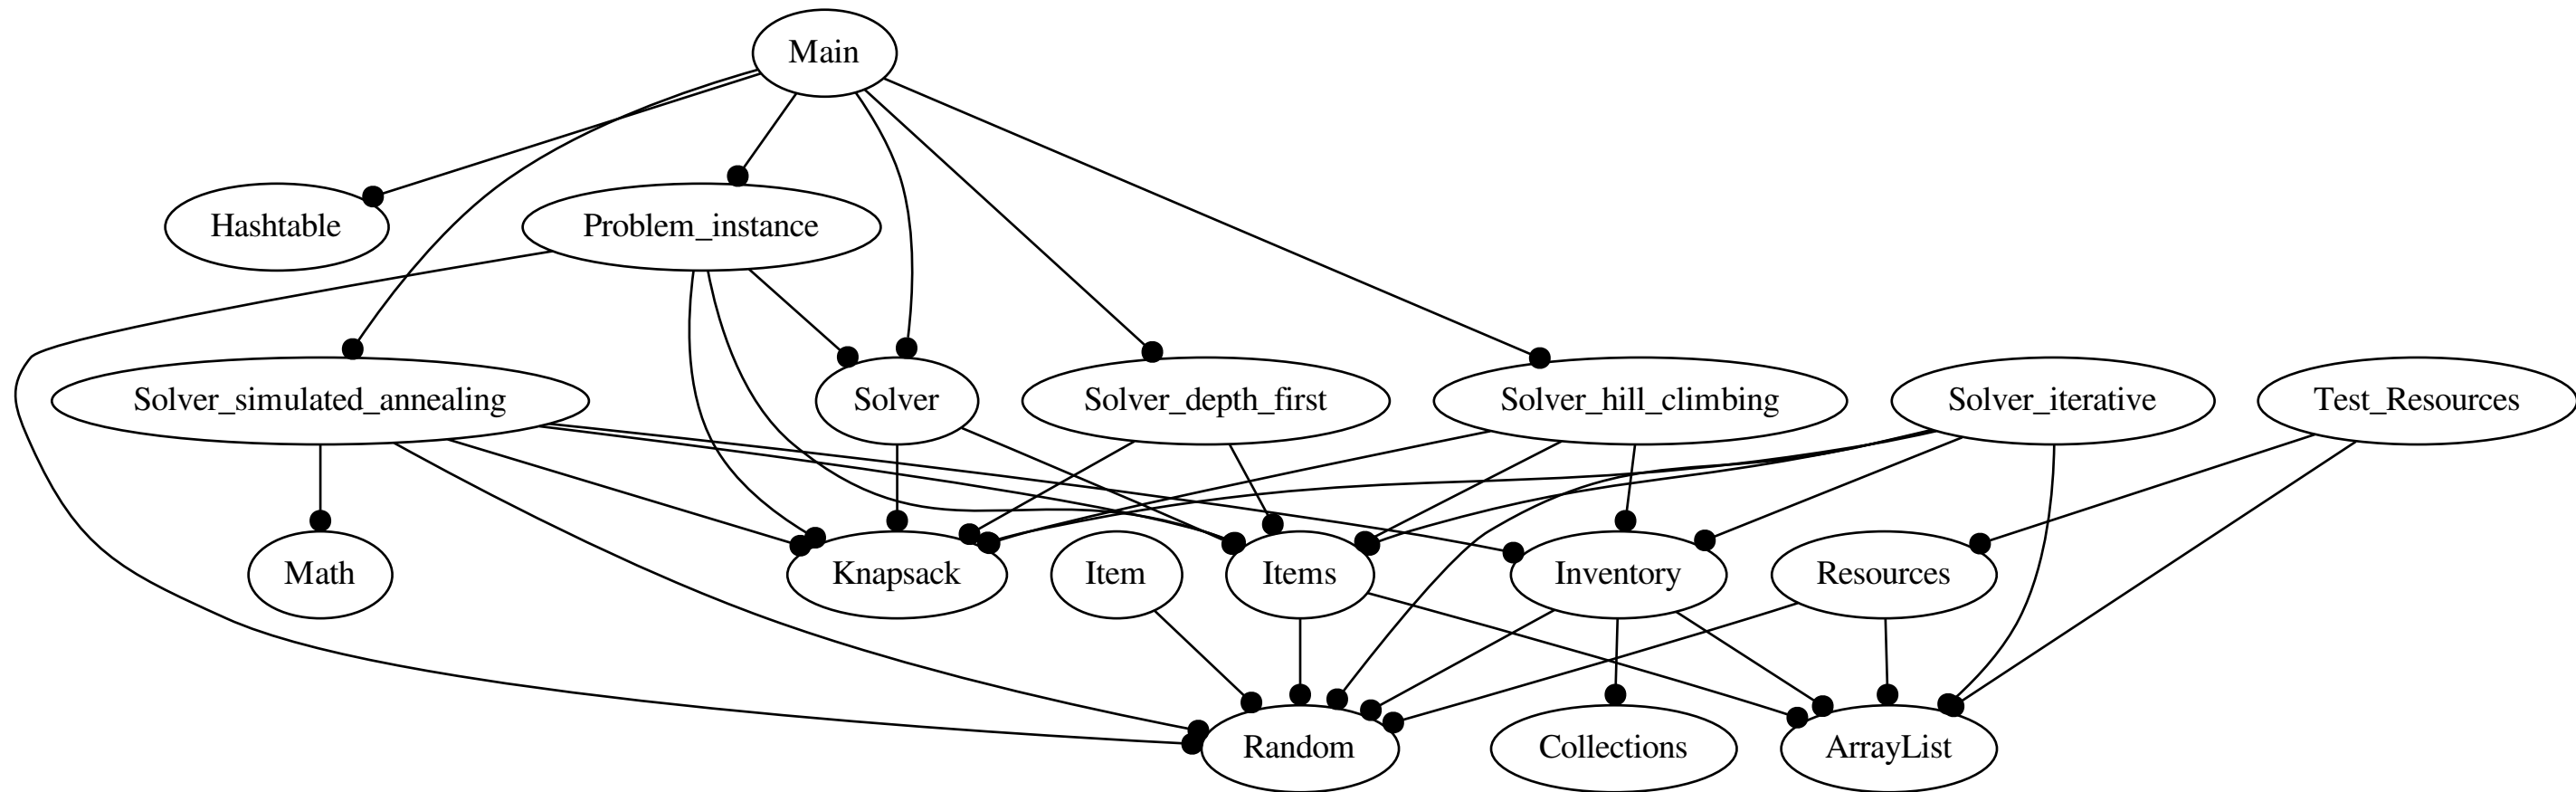 Main
Hashtable
Problem_instance
Solver_simulated_annealing
Solver
Solver_depth_first
Solver_hill_climbing
Solver_iterative
Test_Resources
Math
Knapsack
Item
Items
Inventory
Resources
Random
Collections
ArrayList